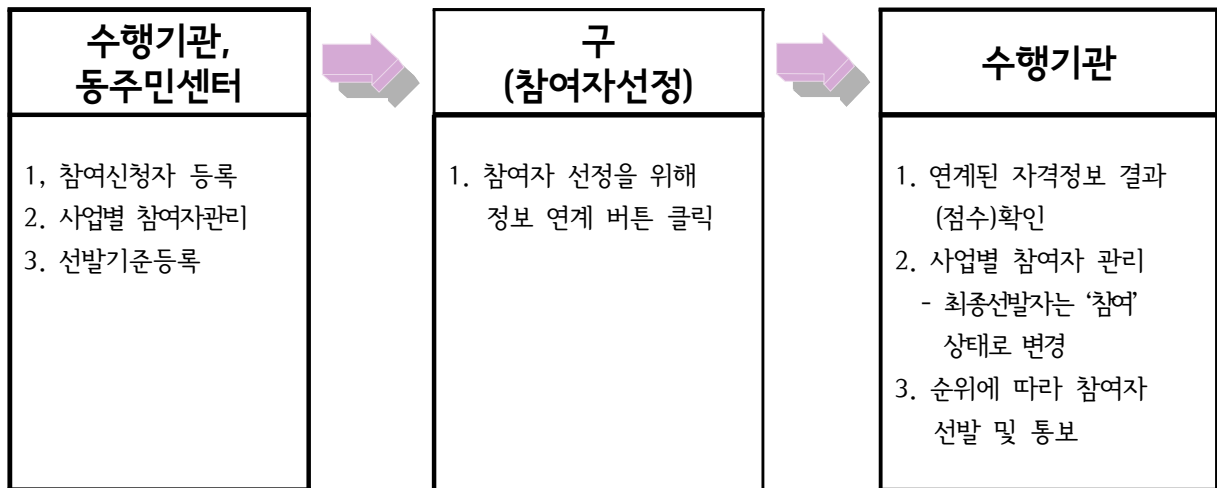 수행기관,
동주민센터
1, 참여신청자 등록
2. 사업별 참여자관리
3. 선발기준등록
구
(참여자선정)
1. 참여자 선정을 위해
정보 연계 버튼 클릭
수행기관
1. 연계된 자격정보 결과
(점수)확인
2. 사업별 참여자 관리
- 최종선발자는 ‘참여’
상태로 변경
3. 순위에 따라 참여자
선발 및 통보